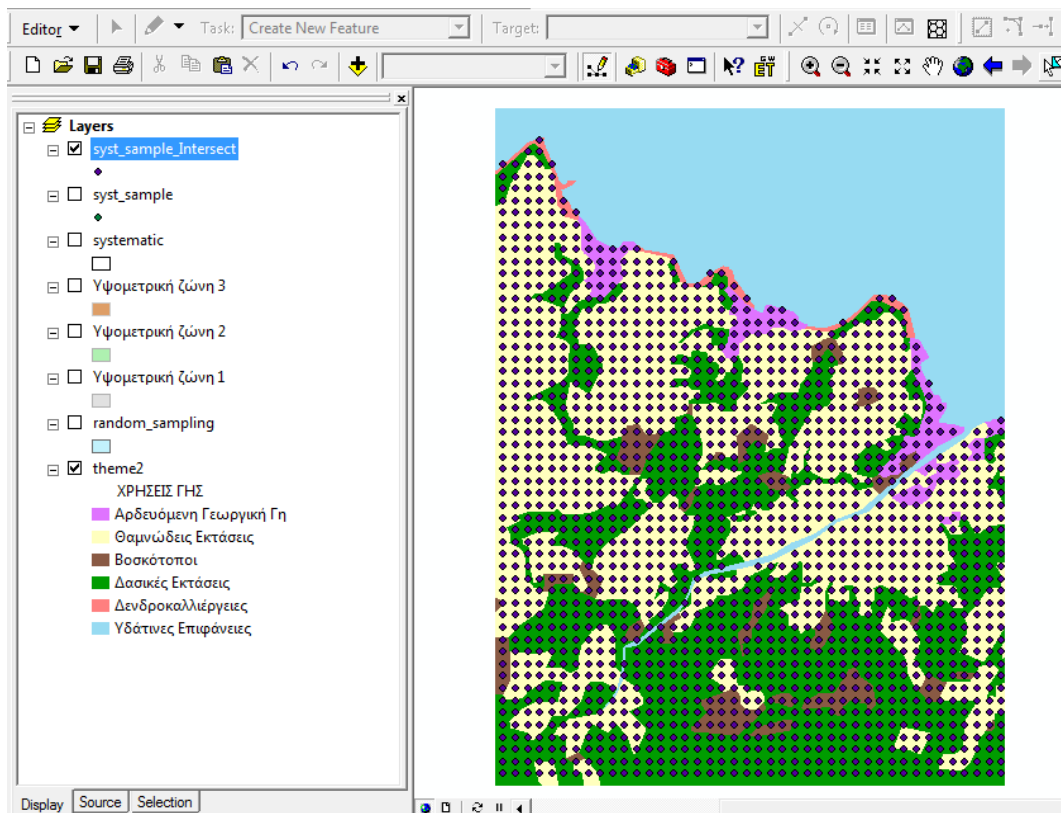 Editor
Task:
Create New Feature
Target:
Layers
syst_sample_Intersect
syst_sample
systematic
Υψομετρική ζώνη 3
Υψομετρική ζώνη 2
Υψομετρική ζώνη 1
random_sampling
theme2
ΧΡΗΣΕΙΣ ΓΗΣ
Αρδευόμενη Γεωργική Γη
Θαμνώδεις Εκτάσεις
Βοσκότοποι
Δασικές Εκτάσεις
Δενδροκαλλιέργειες
Υδάτινες Επιφάνειες
Display
Source
Selection
ET